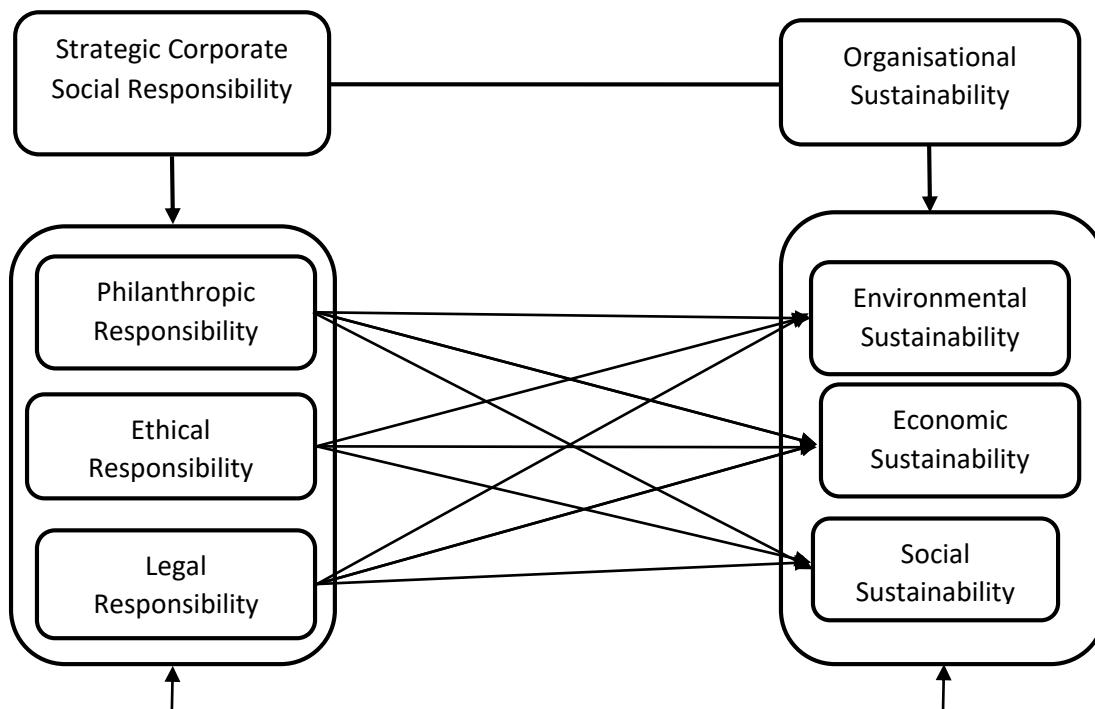 Strategic Corporate
Social Responsibility
Organisational
Sustainability
Philanthropic
Responsibility
Ethical
Responsibility
Legal
Responsibility
Environmental
Sustainability
Economic
Sustainability
Social
Sustainability